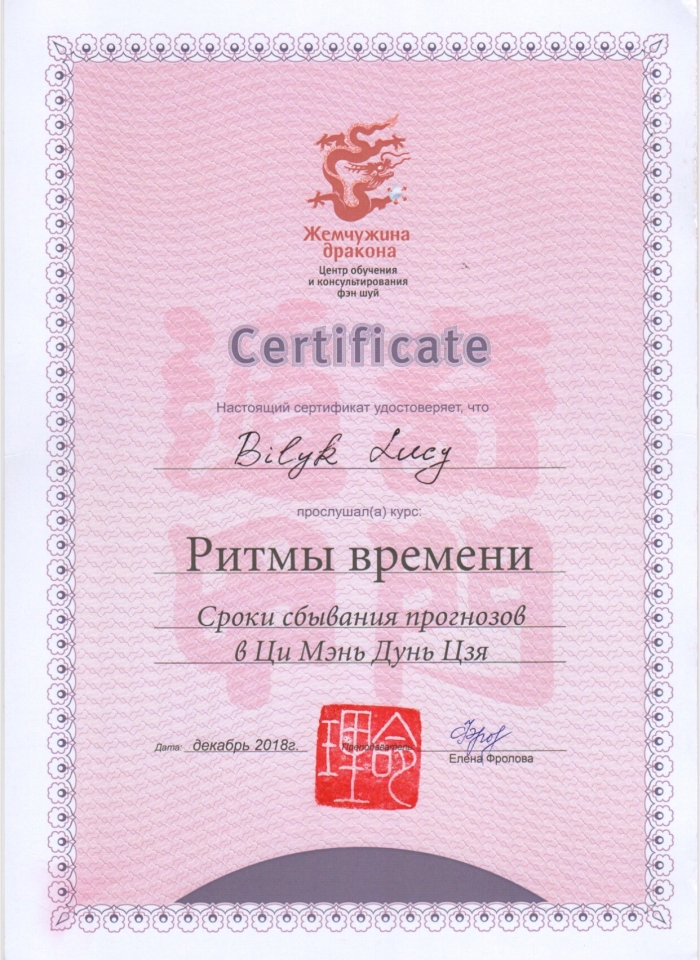 Жемчужина
дракона
Центр обучения
и консультирования
фэн шуй
Certificate
Настоящий сертификат удостоверяет, что
Bilyk Lucy
прослушал(а) курс:
Ритмы времени
Сроки сбывания прогнозов
в Ци Мэнь Дунь Цзя
Дата: декабрь 2018г. Преподаватель:
Елена Фролова